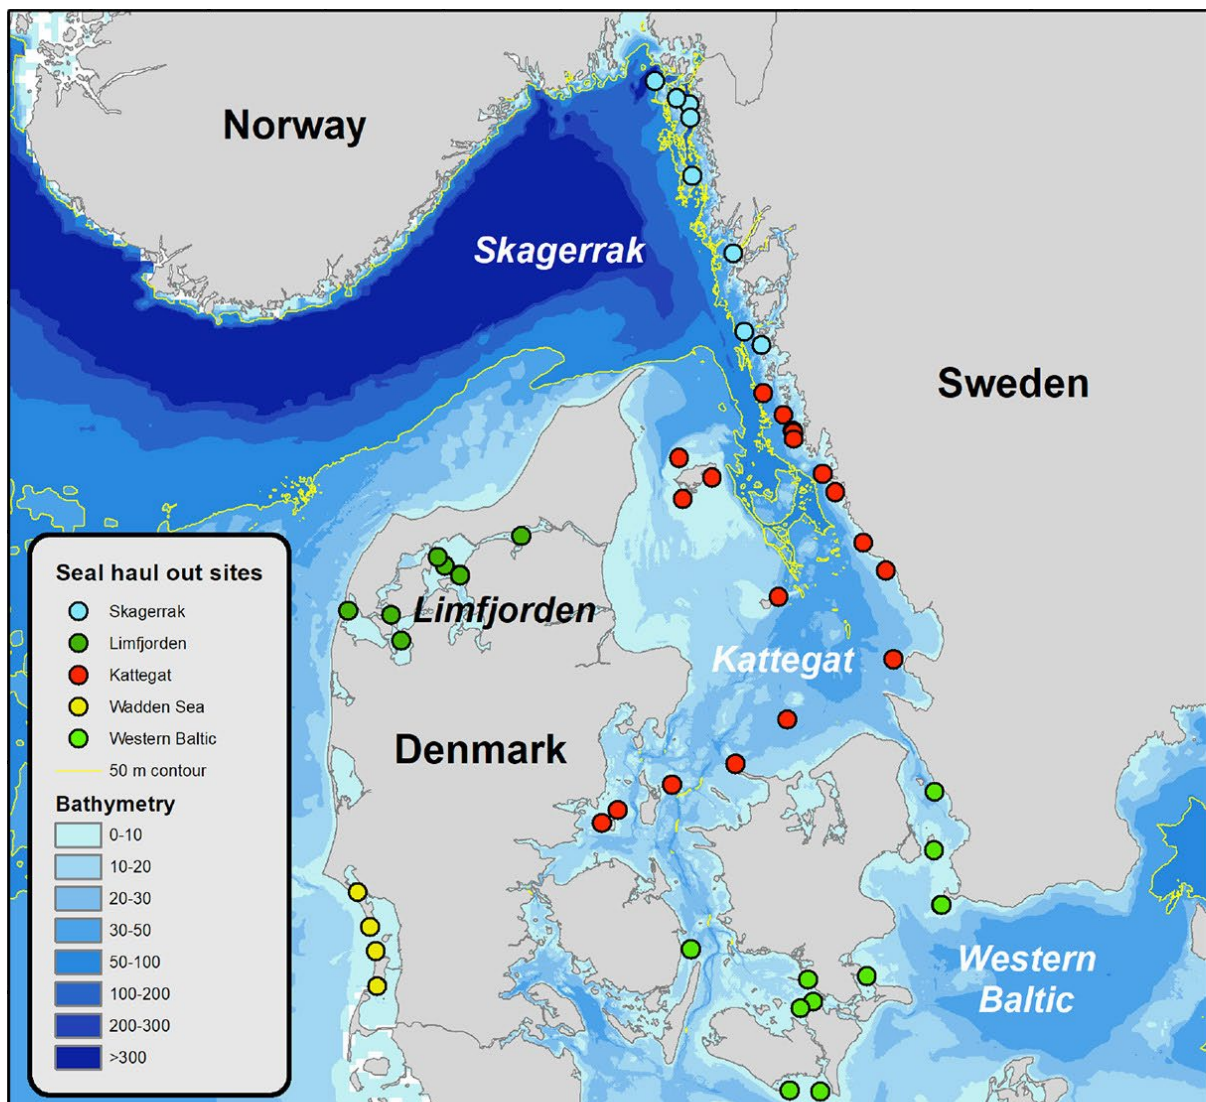 Norway
Skagerrak
Sweden
Limfjorden
Kattegat
Denmark
Western
Baltic
Seal haul out sites
Skagerrak
Limfjorden
Kattegat
Wadden Sea
Western Baltic
50 m contour
Bathymetry
0-10
10-20
20-30
30-50
50-100
100-200
200-300
>300